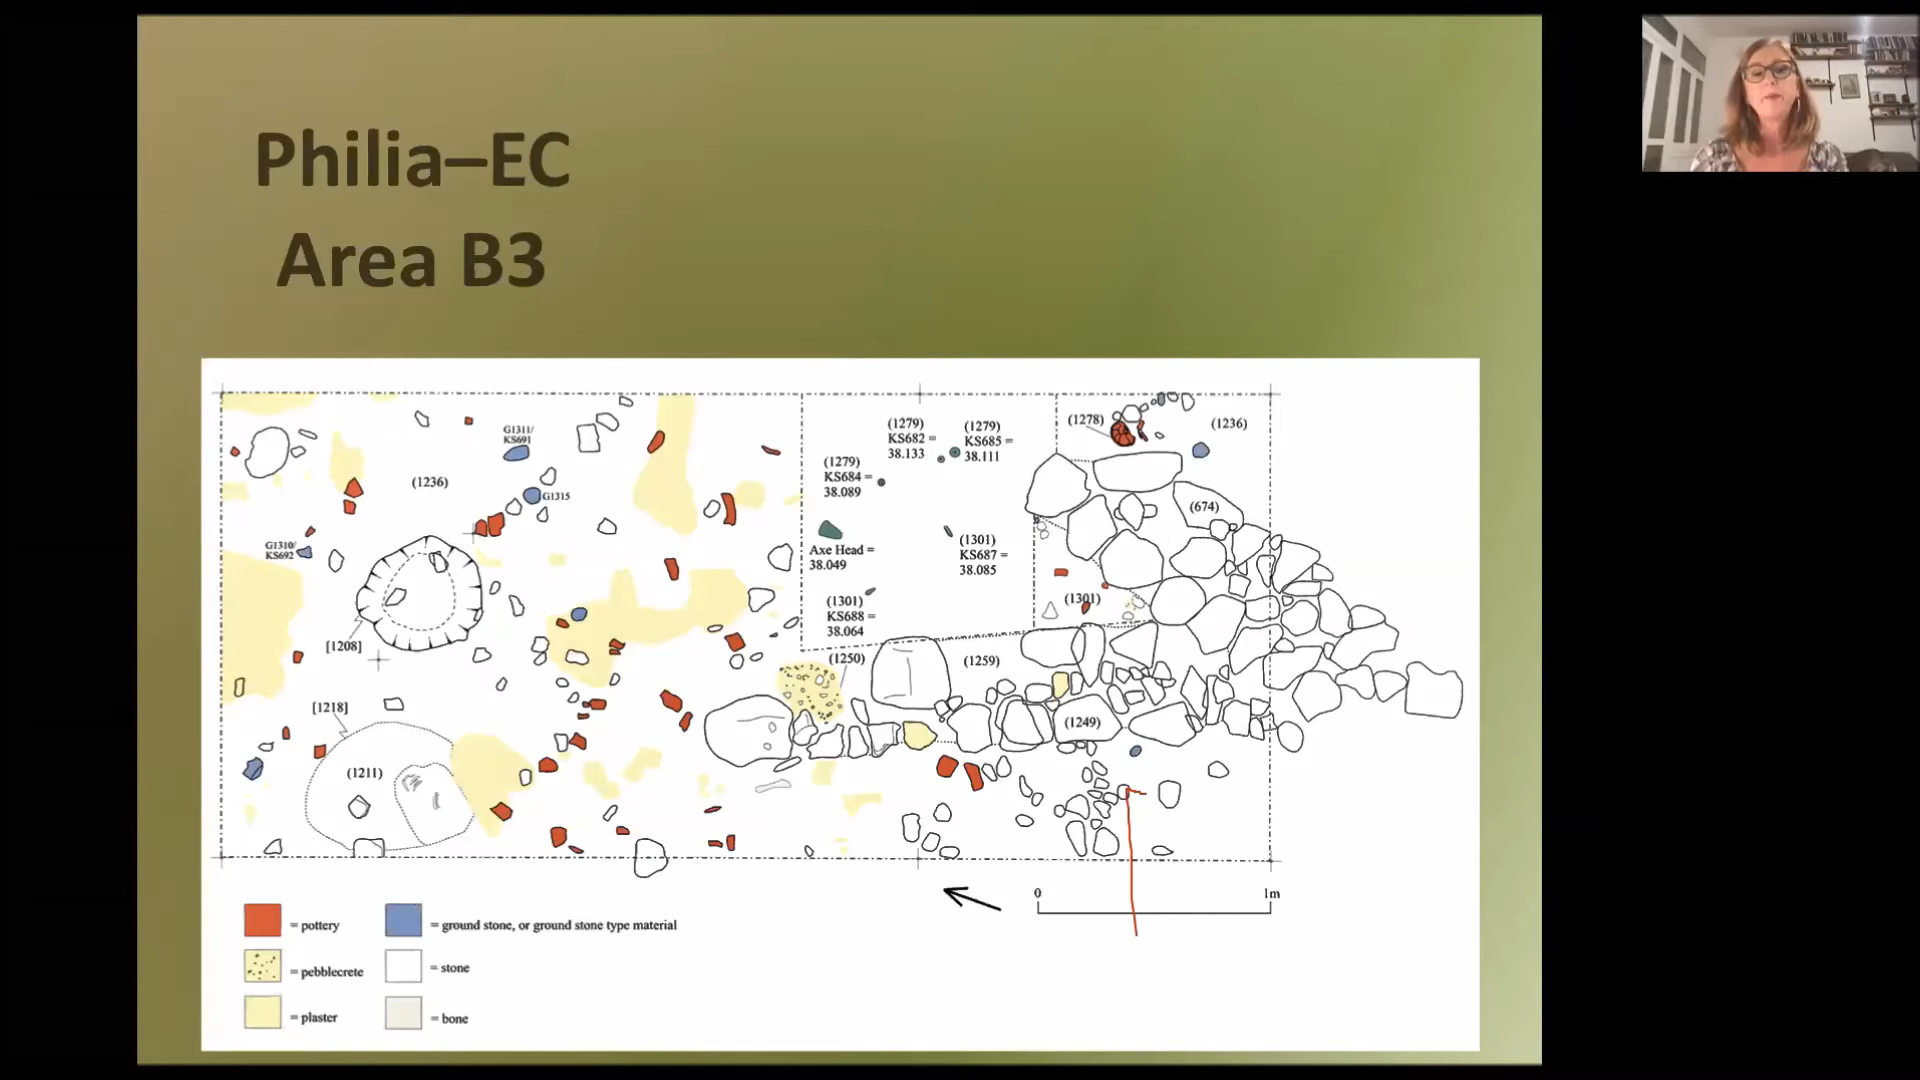 Philia–EC
Area B3
G1311/
KS691
(1236)
G1315
G1310/
KS692
[1208]
[1218]
(1211)
(1279)
KS682 =
38.133
(1279)
KS685 =
38.111
(1279)
KS684 =
38.089
Axe Head =
38.049
(1301)
KS687 =
38.085
(1301)
KS688 =
38.064
(1278)
(1236)
(674)
(1301)
(1250)
(1259)
(1249)
0
1m
= pottery
= ground stone, or ground stone type material
= pebblecrete
= stone
= plaster
= bone